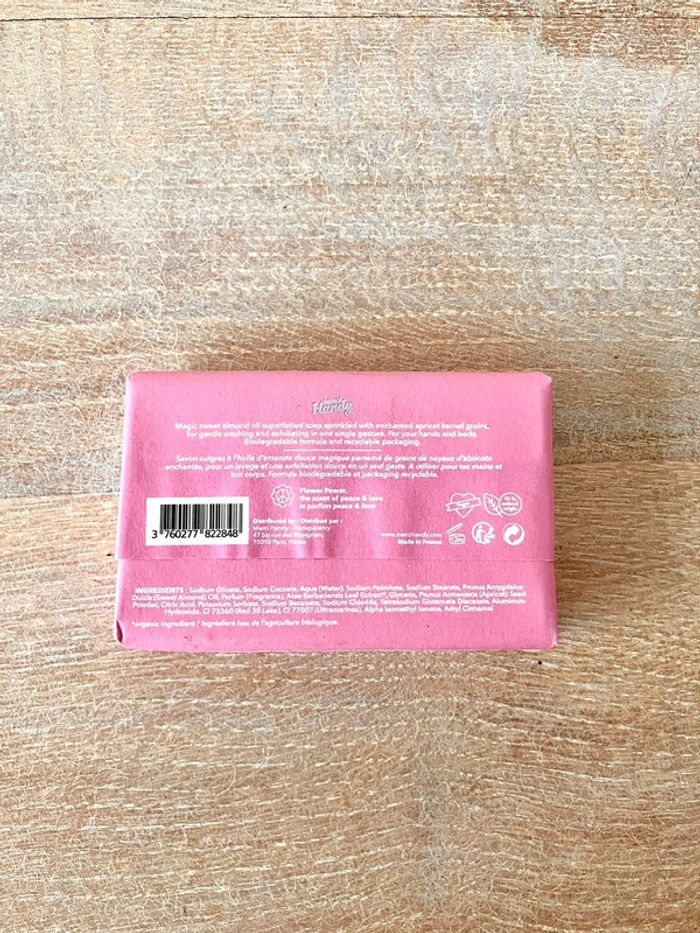 merci
Handy
Magic sweet almond oil superfatted soap sprinkled with enchanted apricot kernel grains,
for gentle washing and exfoliating in one single gesture. For your hands and body.
Biodegradable formula and recyclable packaging.
Savon surgras à l'huile d'amande douce magique parsemé de grains de noyaux d'abricots
enchantés, pour un lavage et une exfoliation douce en un seul geste. A utiliser pour tes mains et
ton corps. Formule biodégradable et packaging recyclable.
Flower Power,
the scent of peace & love
le parfum peace & love
3 760277 822848
Distributed by / Distribué par :
Merci Handy -
47 bis rue des Vinaigriers,
75010 Paris, France
www.mercihandy.com
Made in France
12M
INGREDIENTS : Sodium Olivate, Sodium Cocoate, Aqua (Water), Sodium Palmitate, Sodium Stearate, Prunus Amygdalus
Dulcis (Sweet Almond) Oil, Parfum (Fragrance), Aloe Barbadensis Leaf Extract*, Glycerin, Prunus Armeniaca (Apricot) Seed
Powder, Citric Acid, Potassium Sorbate, Sodium Benzoate, Sodium Chloride, Tetrasodium Glutamate Diacetate, Aluminum
Hydroxide, CI 73360 (Red 30 Lake), CI 77007 (Ultramarines), Alpha Isomethyl Ionone, Amyl Cinnamal
*organic ingredient / ingrédient issu de l'agriculture biologique.